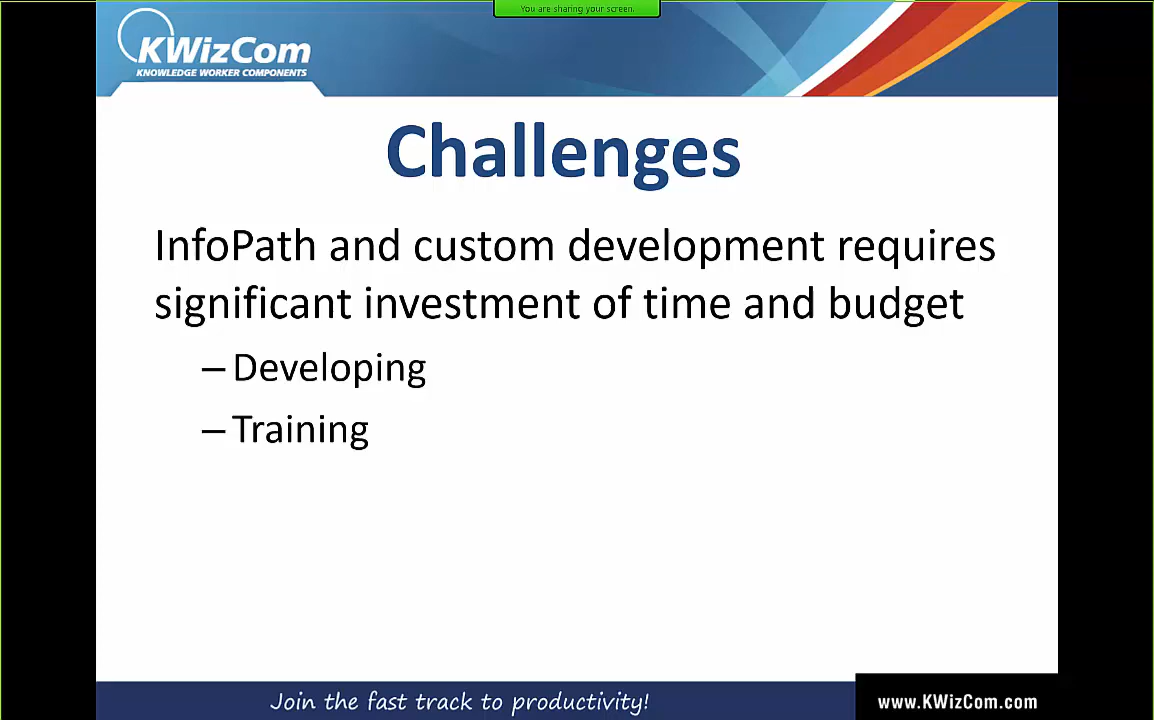 You are sharing your screen.
KWizCom
KNOWLEDGE WORKER COMPONENTS
Challenges
InfoPath and custom development requires
significant investment of time and budget
– Developing
– Training
Join the fast track to productivity!
www.KWizCom.com